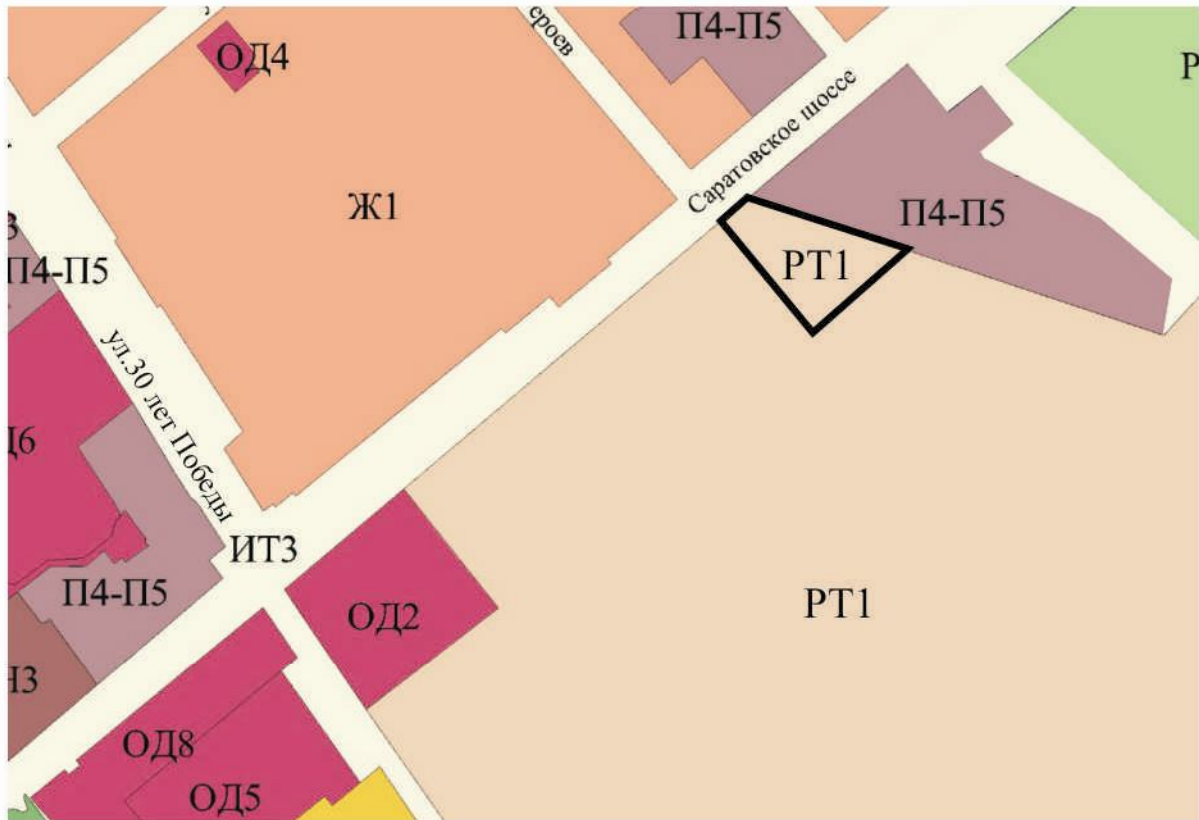 П4-П5
ОД4
Р
Саратовское шоссе
Ж1
П4-П5
РТ1
П4-П5
ул.30 лет Победы
ИТ3
П4-П5
ОД2
РТ1
ОД8
ОД5